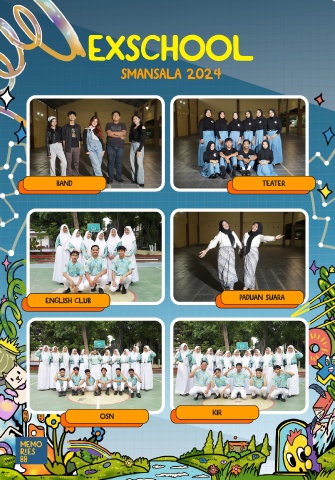 EXSCHOOL
SMANSALA 2024
BAND
TEATER
ENGLISH CLUB
PADUAN SUARA
OSN
KIR
MEMO
RIES
88